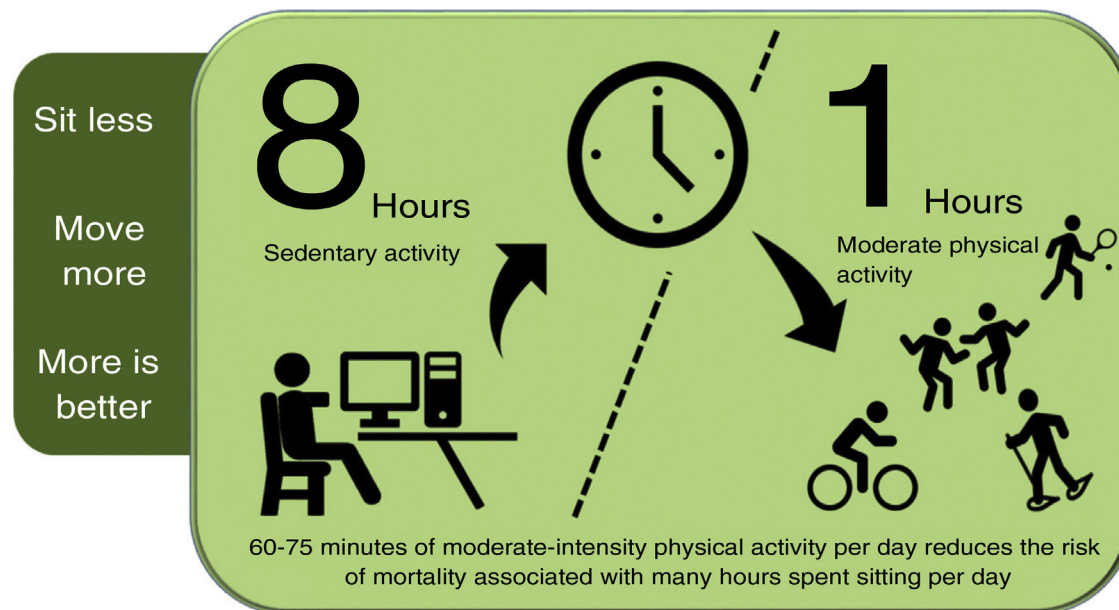 Sit less
Move
more
More is
better
8
Hours
Sedentary activity
1
Hours
Moderate physical
activity
60-75 minutes of moderate-intensity physical activity per day reduces the risk
of mortality associated with many hours spent sitting per day